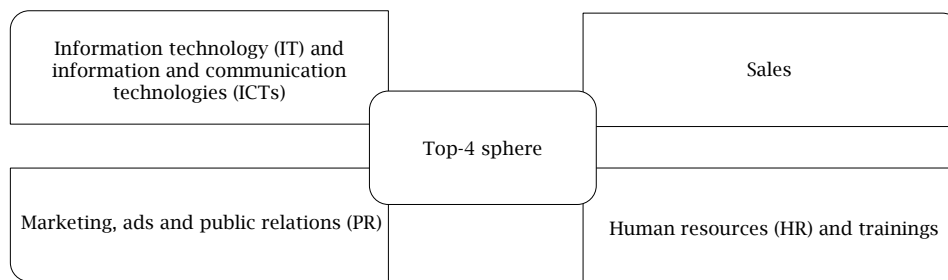 Information technology (IT) and
information and communication
technologies (ICTs)
Sales
Top-4 sphere
Marketing, ads and public relations (PR)
Human resources (HR) and trainings